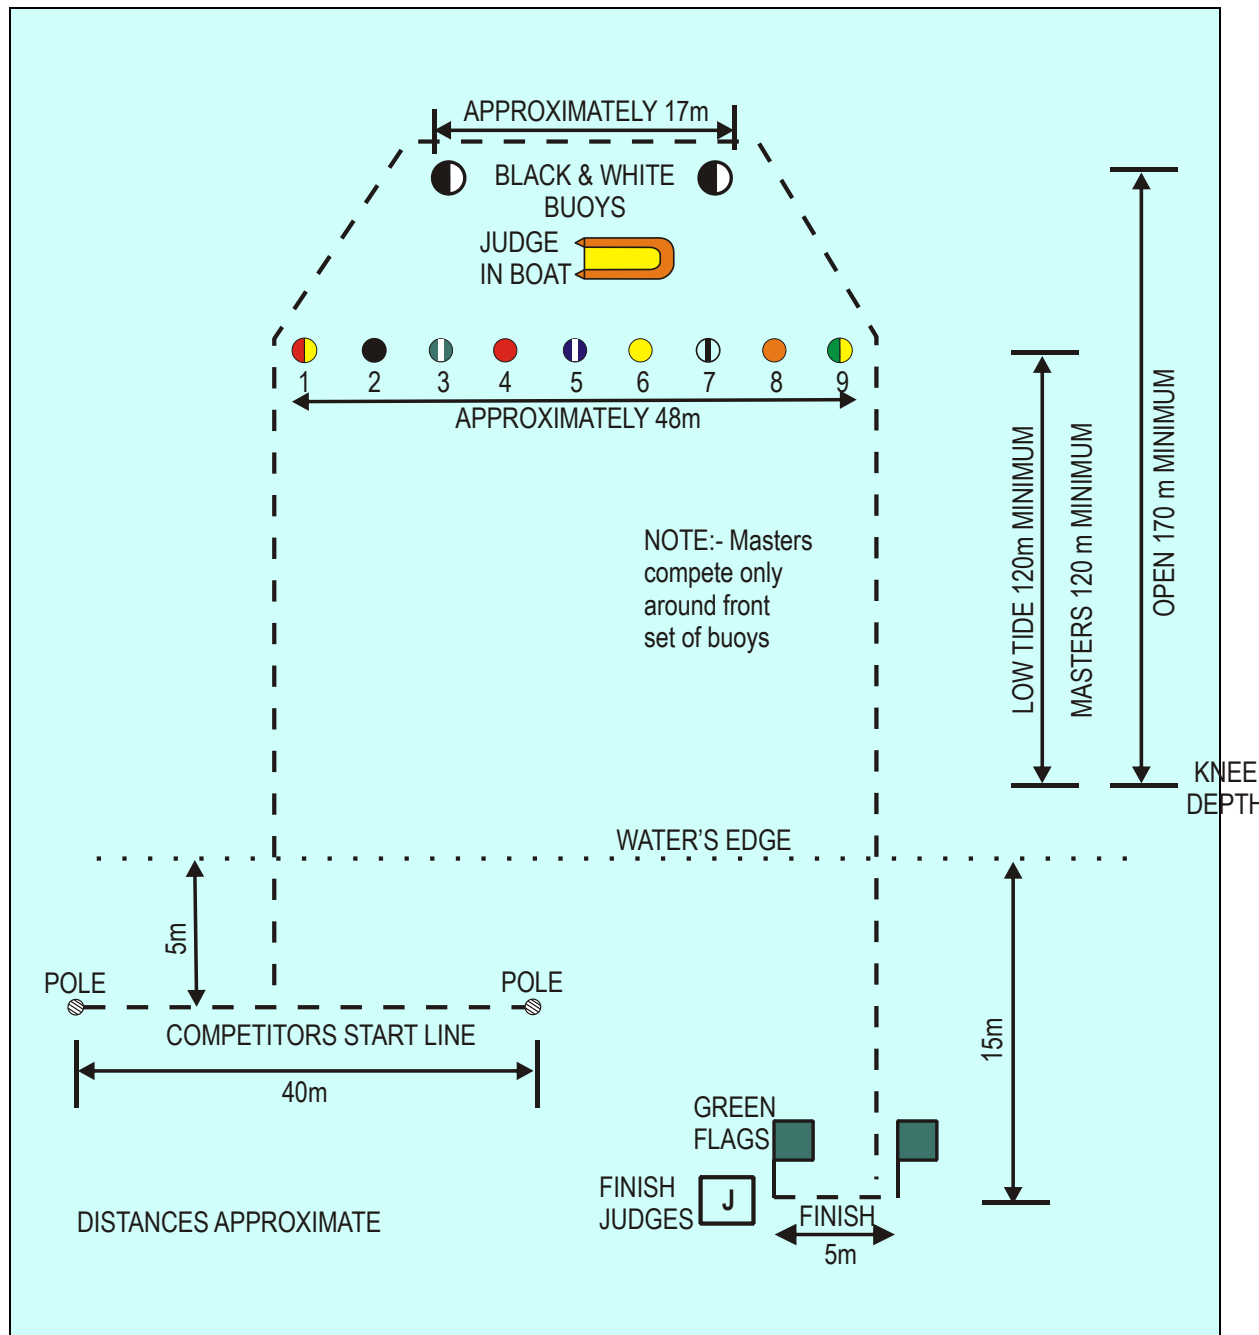 APPROXIMATELY 17m
BLACK & WHITE
BUOYS
JUDGE
IN BOAT
1 2 3 4 5 6 7 8 9
APPROXIMATELY 48m
LOW TIDE 120m MINIMUM
MASTERS 120 m MINIMUM
OPEN 170 m MINIMUM
NOTE:- Masters
compete only
around front
set of buoys
KNEE
DEPTH
WATER'S EDGE
5m
POLE
POLE
COMPETITORS START LINE
40m
15m
GREEN
FLAGS
FINISH
JUDGES
J
FINISH
5m
DISTANCES APPROXIMATE